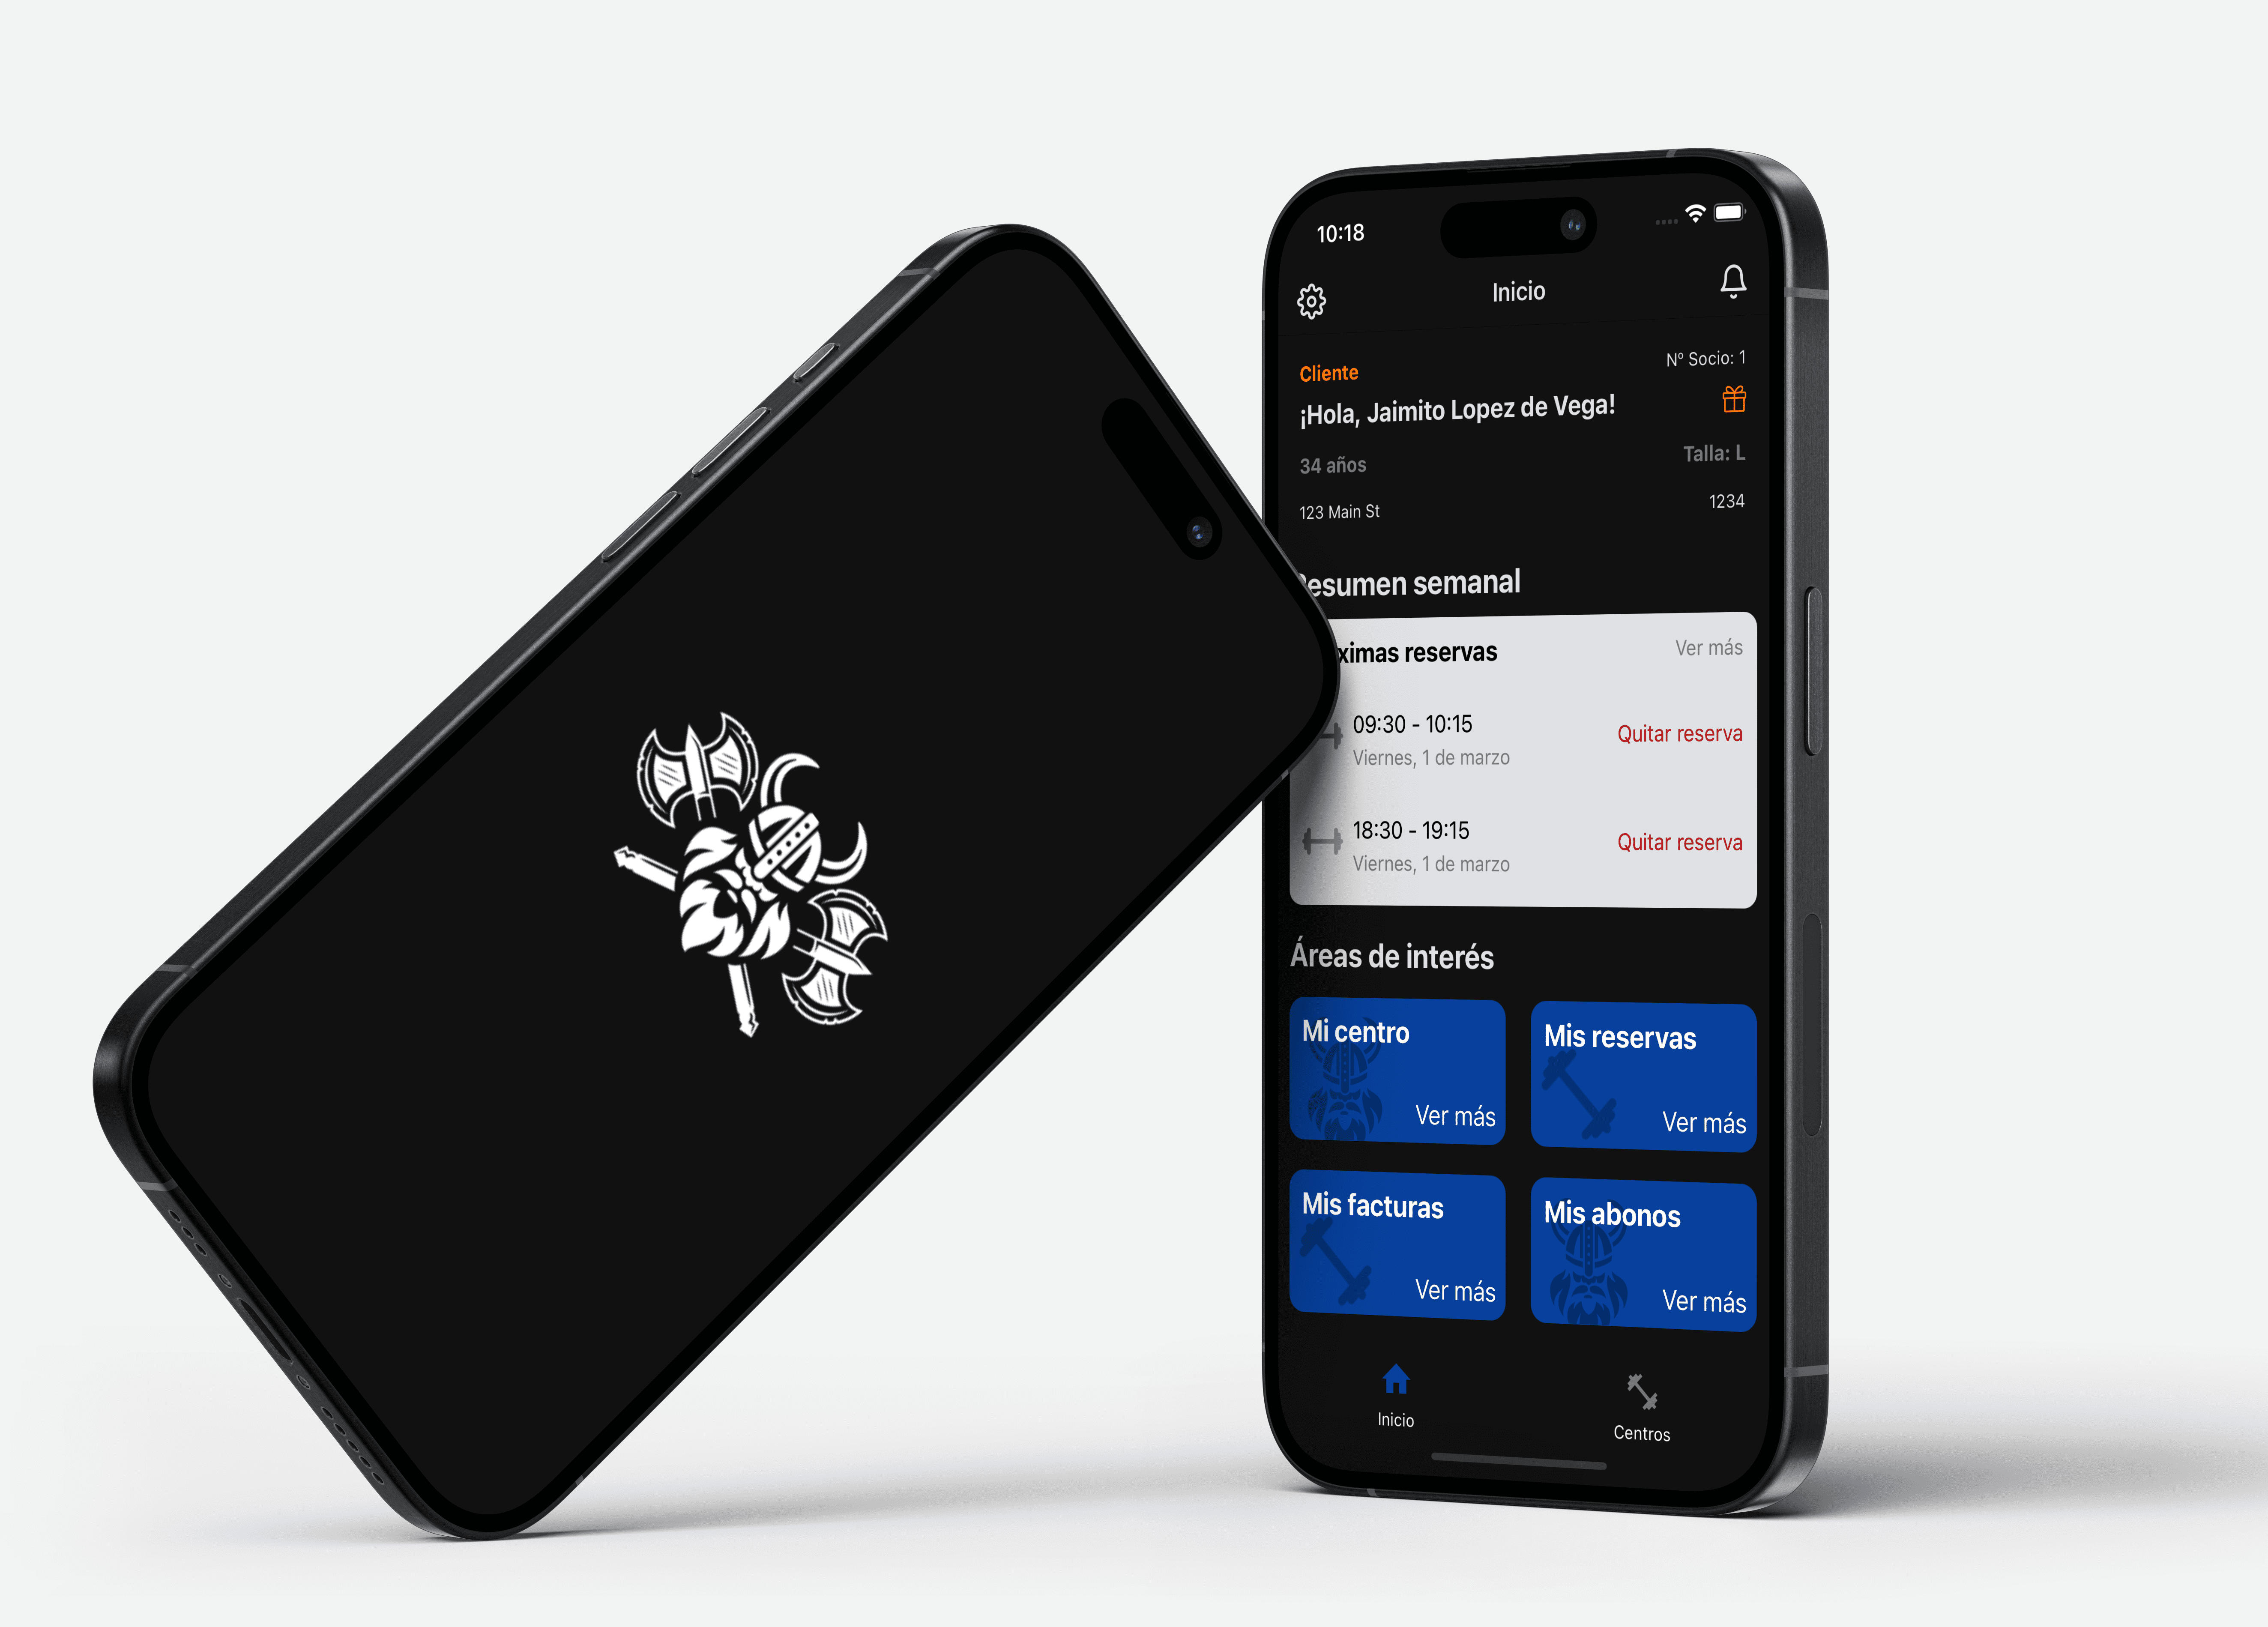 10:18
Inicio
Cliente
Nº Socio: 1
¡Hola, Jaimito Lopez de Vega!
34 años
Talla: L
123 Main St
1234
semanal
reservas
Ver más
09:30 - 10:15
Viernes, 1 de marzo
Quitar reserva
18:30 - 19:15
Viernes, 1 de marzo
Quitar reserva
Áreas de interés
Mi centro
Ver más
Mis reservas
Ver más
Mis facturas
Ver más
Mis abonos
Ver más
Inicio
Centros